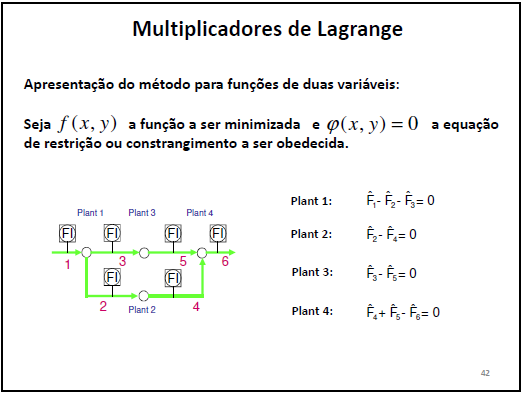 Multiplicadores de Lagrange
Apresentação do método para funções de duas variáveis:
Seja f(x, y) a função a ser minimizada e φ(x, y) = 0 a equação
de restrição ou constrangimento a ser obedecida.
Plant 1 Plant 3 Plant 4
FI FI FI FI
1 3 5 6
FI FI
2 Plant 2 4
Plant 1: F̂₁- F̂₂- F̂₃= 0
Plant 2: F̂₂- F̂₄= 0
Plant 3: F̂₃- F̂₅= 0
Plant 4: F̂₄+ F̂₅- F̂₆= 0
42